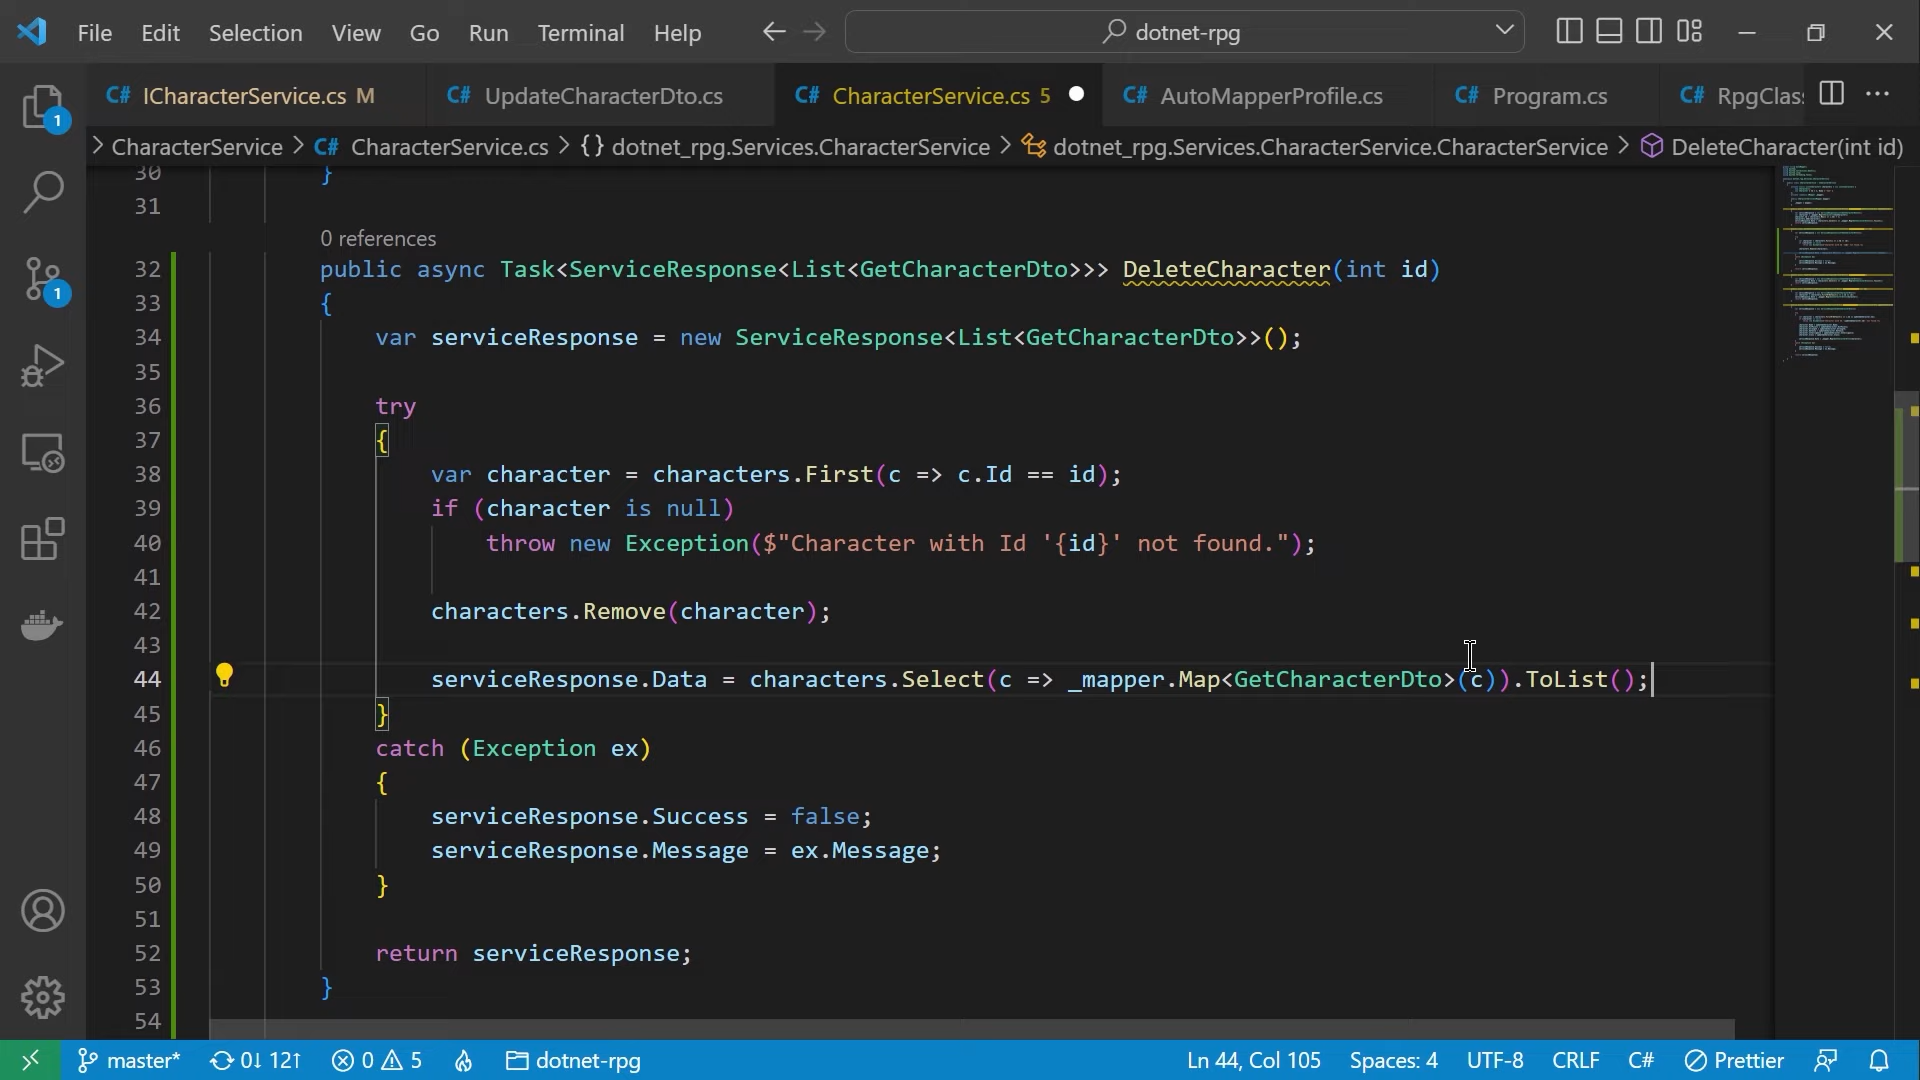 File Edit Selection View Go Run Terminal Help dotnet-rpg
C# ICharacterService.cs M C# UpdateCharacterDto.cs C# CharacterService.cs 5 C# AutoMapperProfile.cs C# Program.cs C# RpgClas
1
CharacterService > C# CharacterService.cs > {} dotnet_rpg.Services.CharacterService > dotnet_rpg.Services.CharacterService.CharacterService > DeleteCharacter(int id)
30 }
31
0 references
32 public async Task<ServiceResponse<List<GetCharacterDto>>> DeleteCharacter(int id)
1
33 {
34 var serviceResponse = new ServiceResponse<List<GetCharacterDto>>();
35
36 try
37 {
38 var character = characters.First(c => c.Id == id);
39 if (character is null)
40 throw new Exception($"Character with Id '{id}' not found.");
41
42 characters.Remove(character);
43
44 serviceResponse.Data = characters.Select(c => _mapper.Map<GetCharacterDto>(c)).ToList();
45 }
46 catch (Exception ex)
47 {
48 serviceResponse.Success = false;
49 serviceResponse.Message = ex.Message;
50 }
51
52 return serviceResponse;
53 }
54
master* 0↓ 12↑ 0 5 dotnet-rpg Ln 44, Col 105 Spaces: 4 UTF-8 CRLF C# Prettier